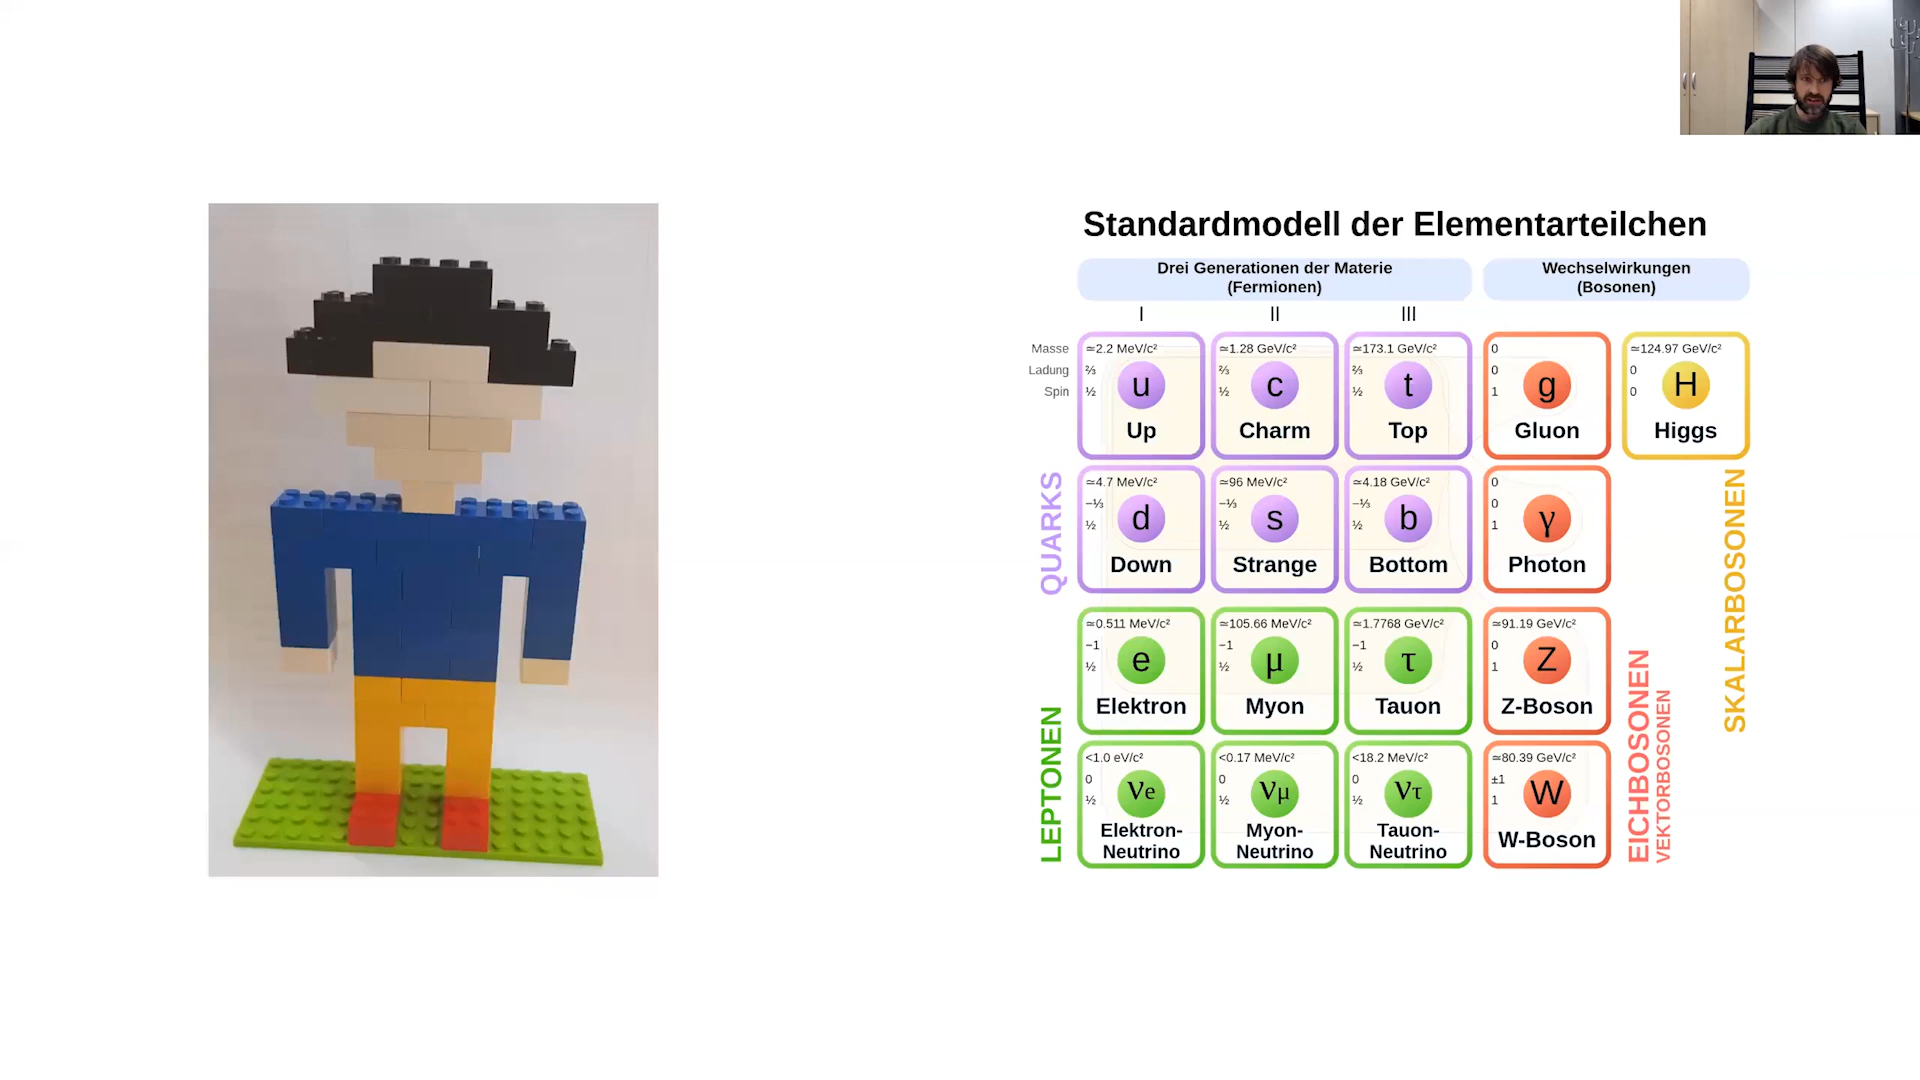 Standardmodell der Elementarteilchen
Drei Generationen der Materie
(Fermionen)
Wechselwirkungen
(Bosonen)
I
II
III
Masse
Ladung
Spin
≃2.2 MeV/c²
⅔
½
u
Up
≃1.28 GeV/c²
⅔
½
c
Charm
≃173.1 GeV/c²
⅔
½
t
Top
0
0
1
g
Gluon
≃124.97 GeV/c²
0
0
H
Higgs
QUARKS
≃4.7 MeV/c²
−⅓
½
d
Down
≃96 MeV/c²
−⅓
½
s
Strange
≃4.18 GeV/c²
−⅓
½
b
Bottom
0
0
1
γ
Photon
SKALARBOSONEN
LEPTONEN
≃0.511 MeV/c²
−1
½
e
Elektron
≃105.66 MeV/c²
−1
½
μ
Myon
≃1.7768 GeV/c²
−1
½
τ
Tauon
≃91.19 GeV/c²
0
1
Z
Z-Boson
<1.0 eV/c²
0
½
νe
Elektron-
Neutrino
<0.17 MeV/c²
0
½
νμ
Myon-
Neutrino
<18.2 MeV/c²
0
½
ντ
Tauon-
Neutrino
≃80.39 GeV/c²
±1
1
W
W-Boson
EICHBOSONEN
VEKTORBOSONEN